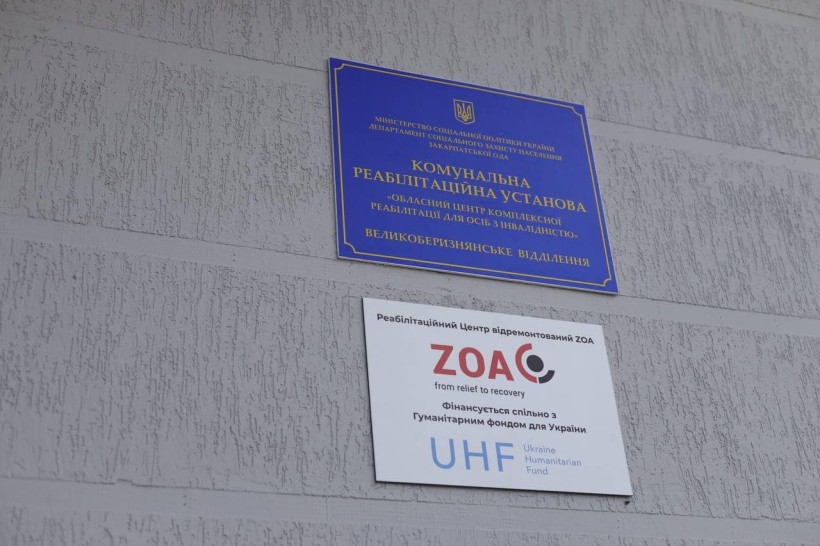 МІНІСТЕРСТВО СОЦІАЛЬНОЇ ПОЛІТИКИ УКРАЇНИ
ДЕПАРТАМЕНТ СОЦІАЛЬНОГО ЗАХИСТУ НАСЕЛЕННЯ
ЗАКАРПАТСЬКОЇ ОДА
КОМУНАЛЬНА
РЕАБІЛІТАЦІЙНА УСТАНОВА
«ОБЛАСНИЙ ЦЕНТР КОМПЛЕКСНОЇ
РЕАБІЛІТАЦІЇ ДЛЯ ОСІБ З ІНВАЛІДНІСТЮ»
ВЕЛИКОБЕРИЗНЯНСЬКЕ ВІДДІЛЕННЯ
Реабілітаційний Центр відремонтований ZOA
ZOA
from relief to recovery
Фінансується спільно з
Гуманітарним фондом для України
UHF
Ukraine
Humanitarian
Fund